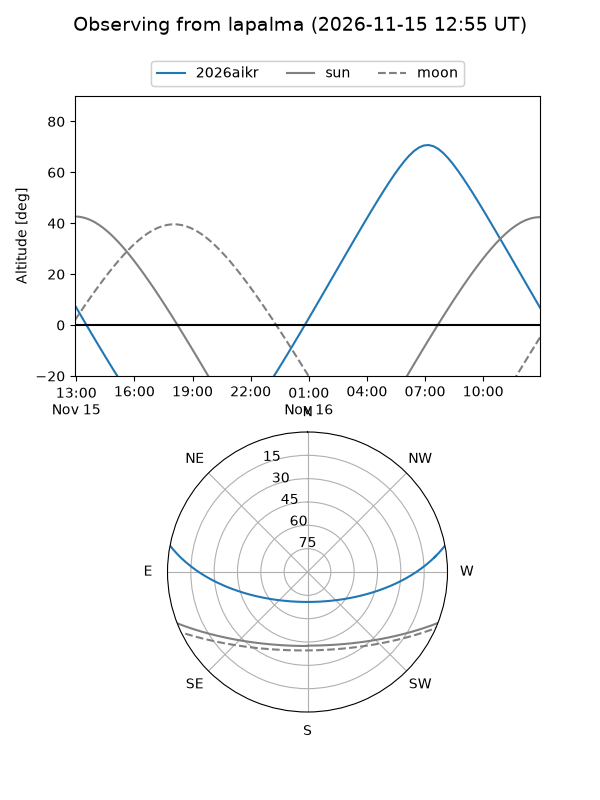 Observing from lapalma (2026-11-15 12:55 UT)
2026aikr sun moon
Altitude [deg]
80
60
40
20
0
−20
13:00 16:00 19:00 22:00 01:00 04:00 07:00 10:00
Nov 15 Nov 16
N
NE NW
15
30
45
60
75
E W
SE SW
S